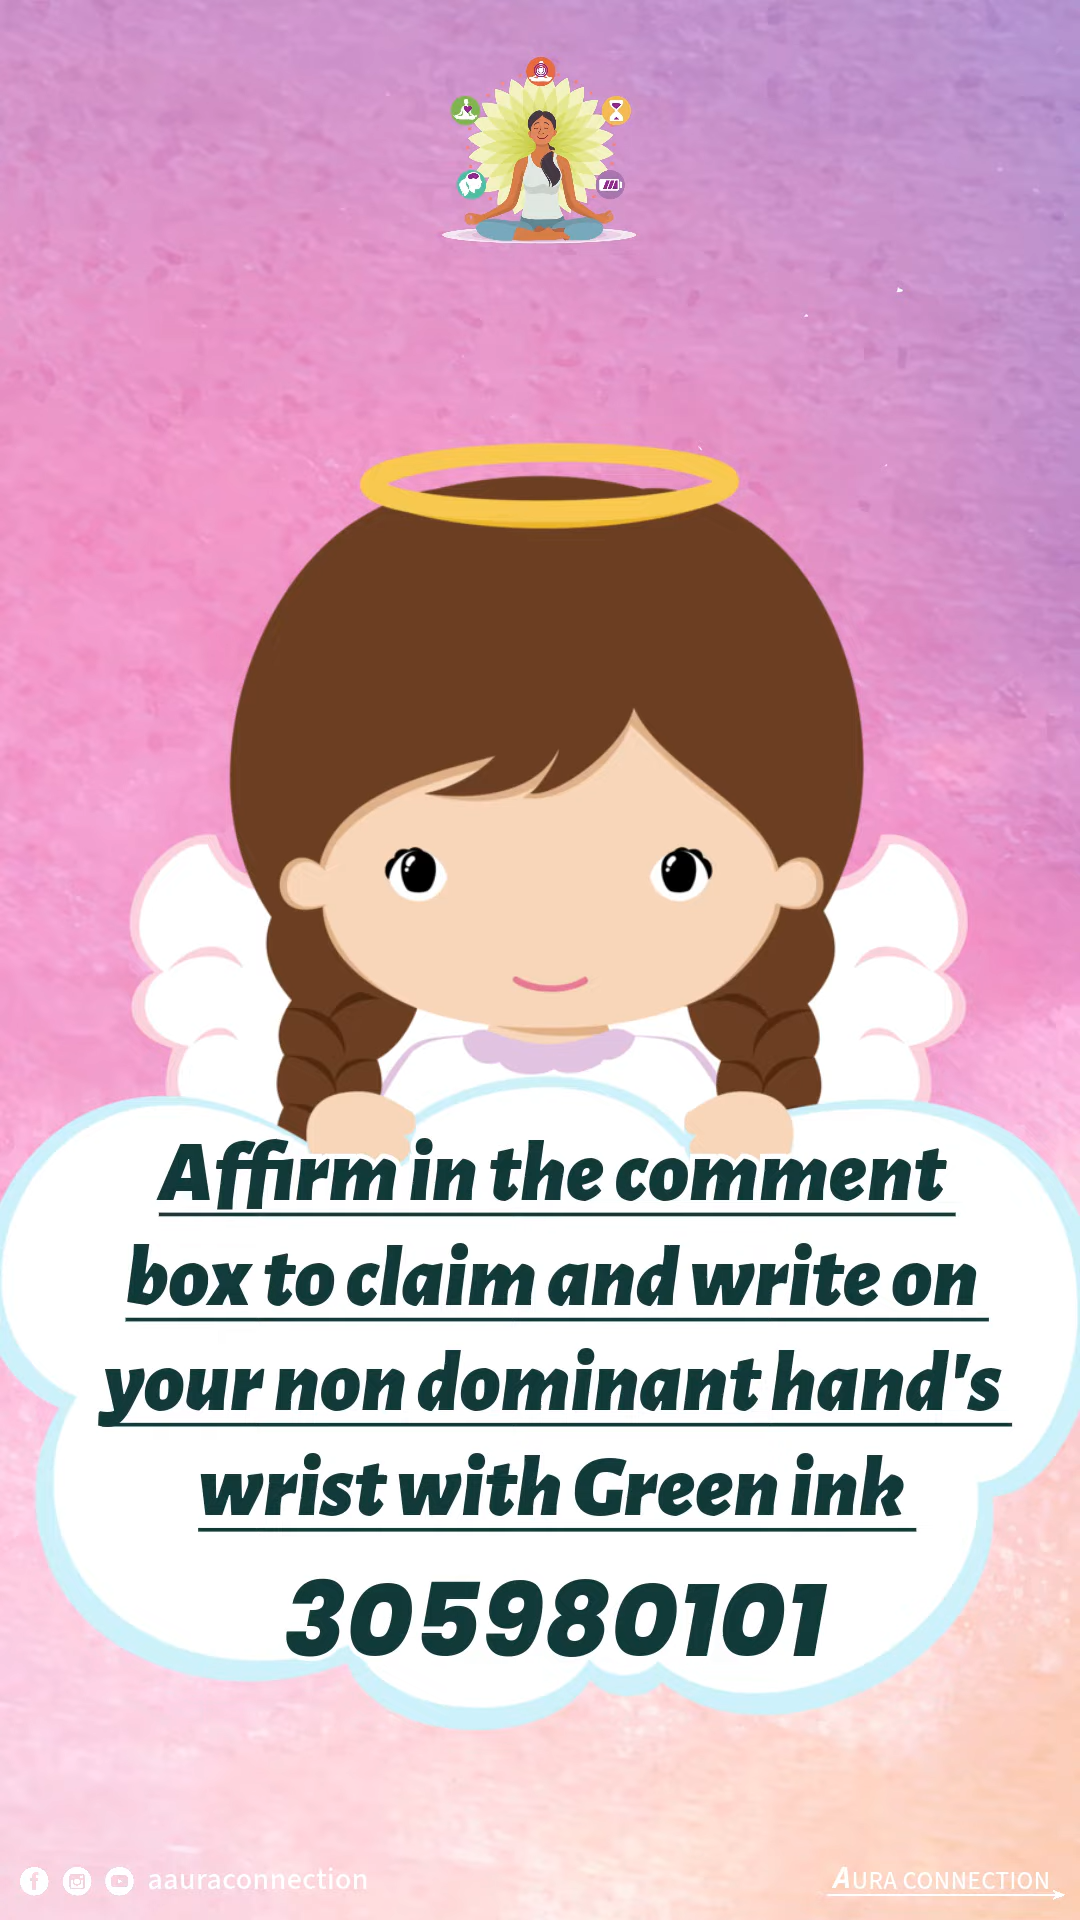 Affirm in the comment
box to claim and write on
your non dominant hand's
wrist with Green ink
305980101
aauraconnection
AURA CONNECTION